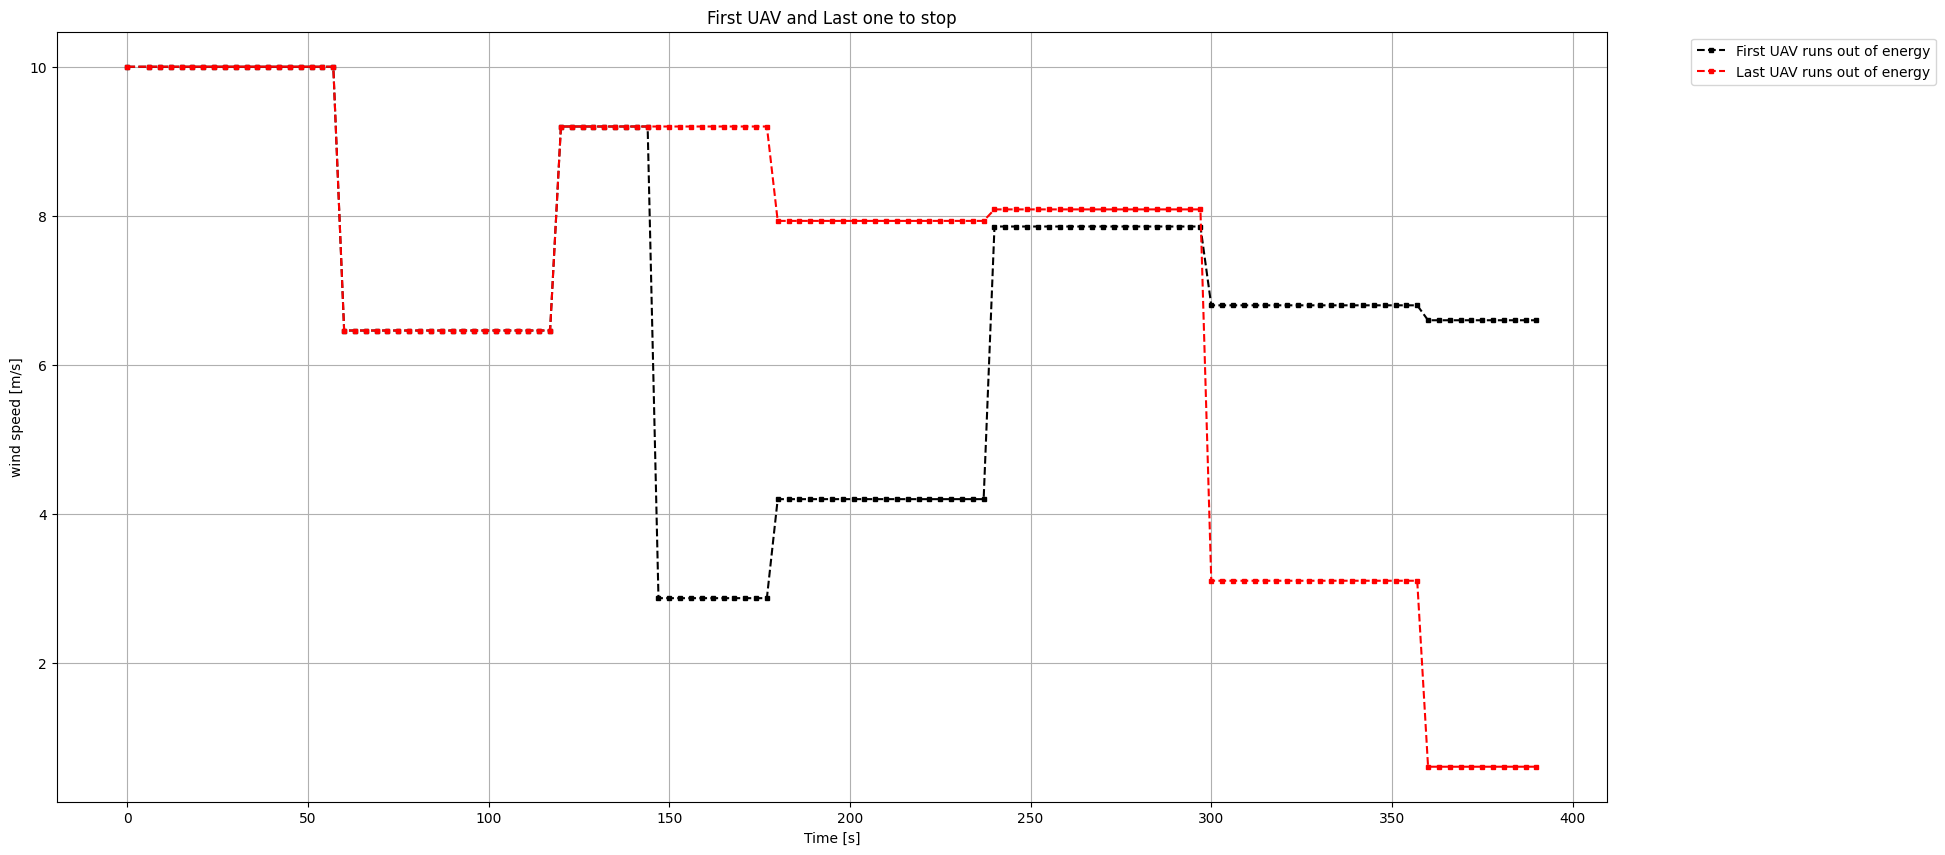 First UAV and Last one to stop
First UAV runs out of energy
Last UAV runs out of energy
10
8
6
4
2
wind speed [m/s]
0 50 100 150 200 250 300 350 400
Time [s]